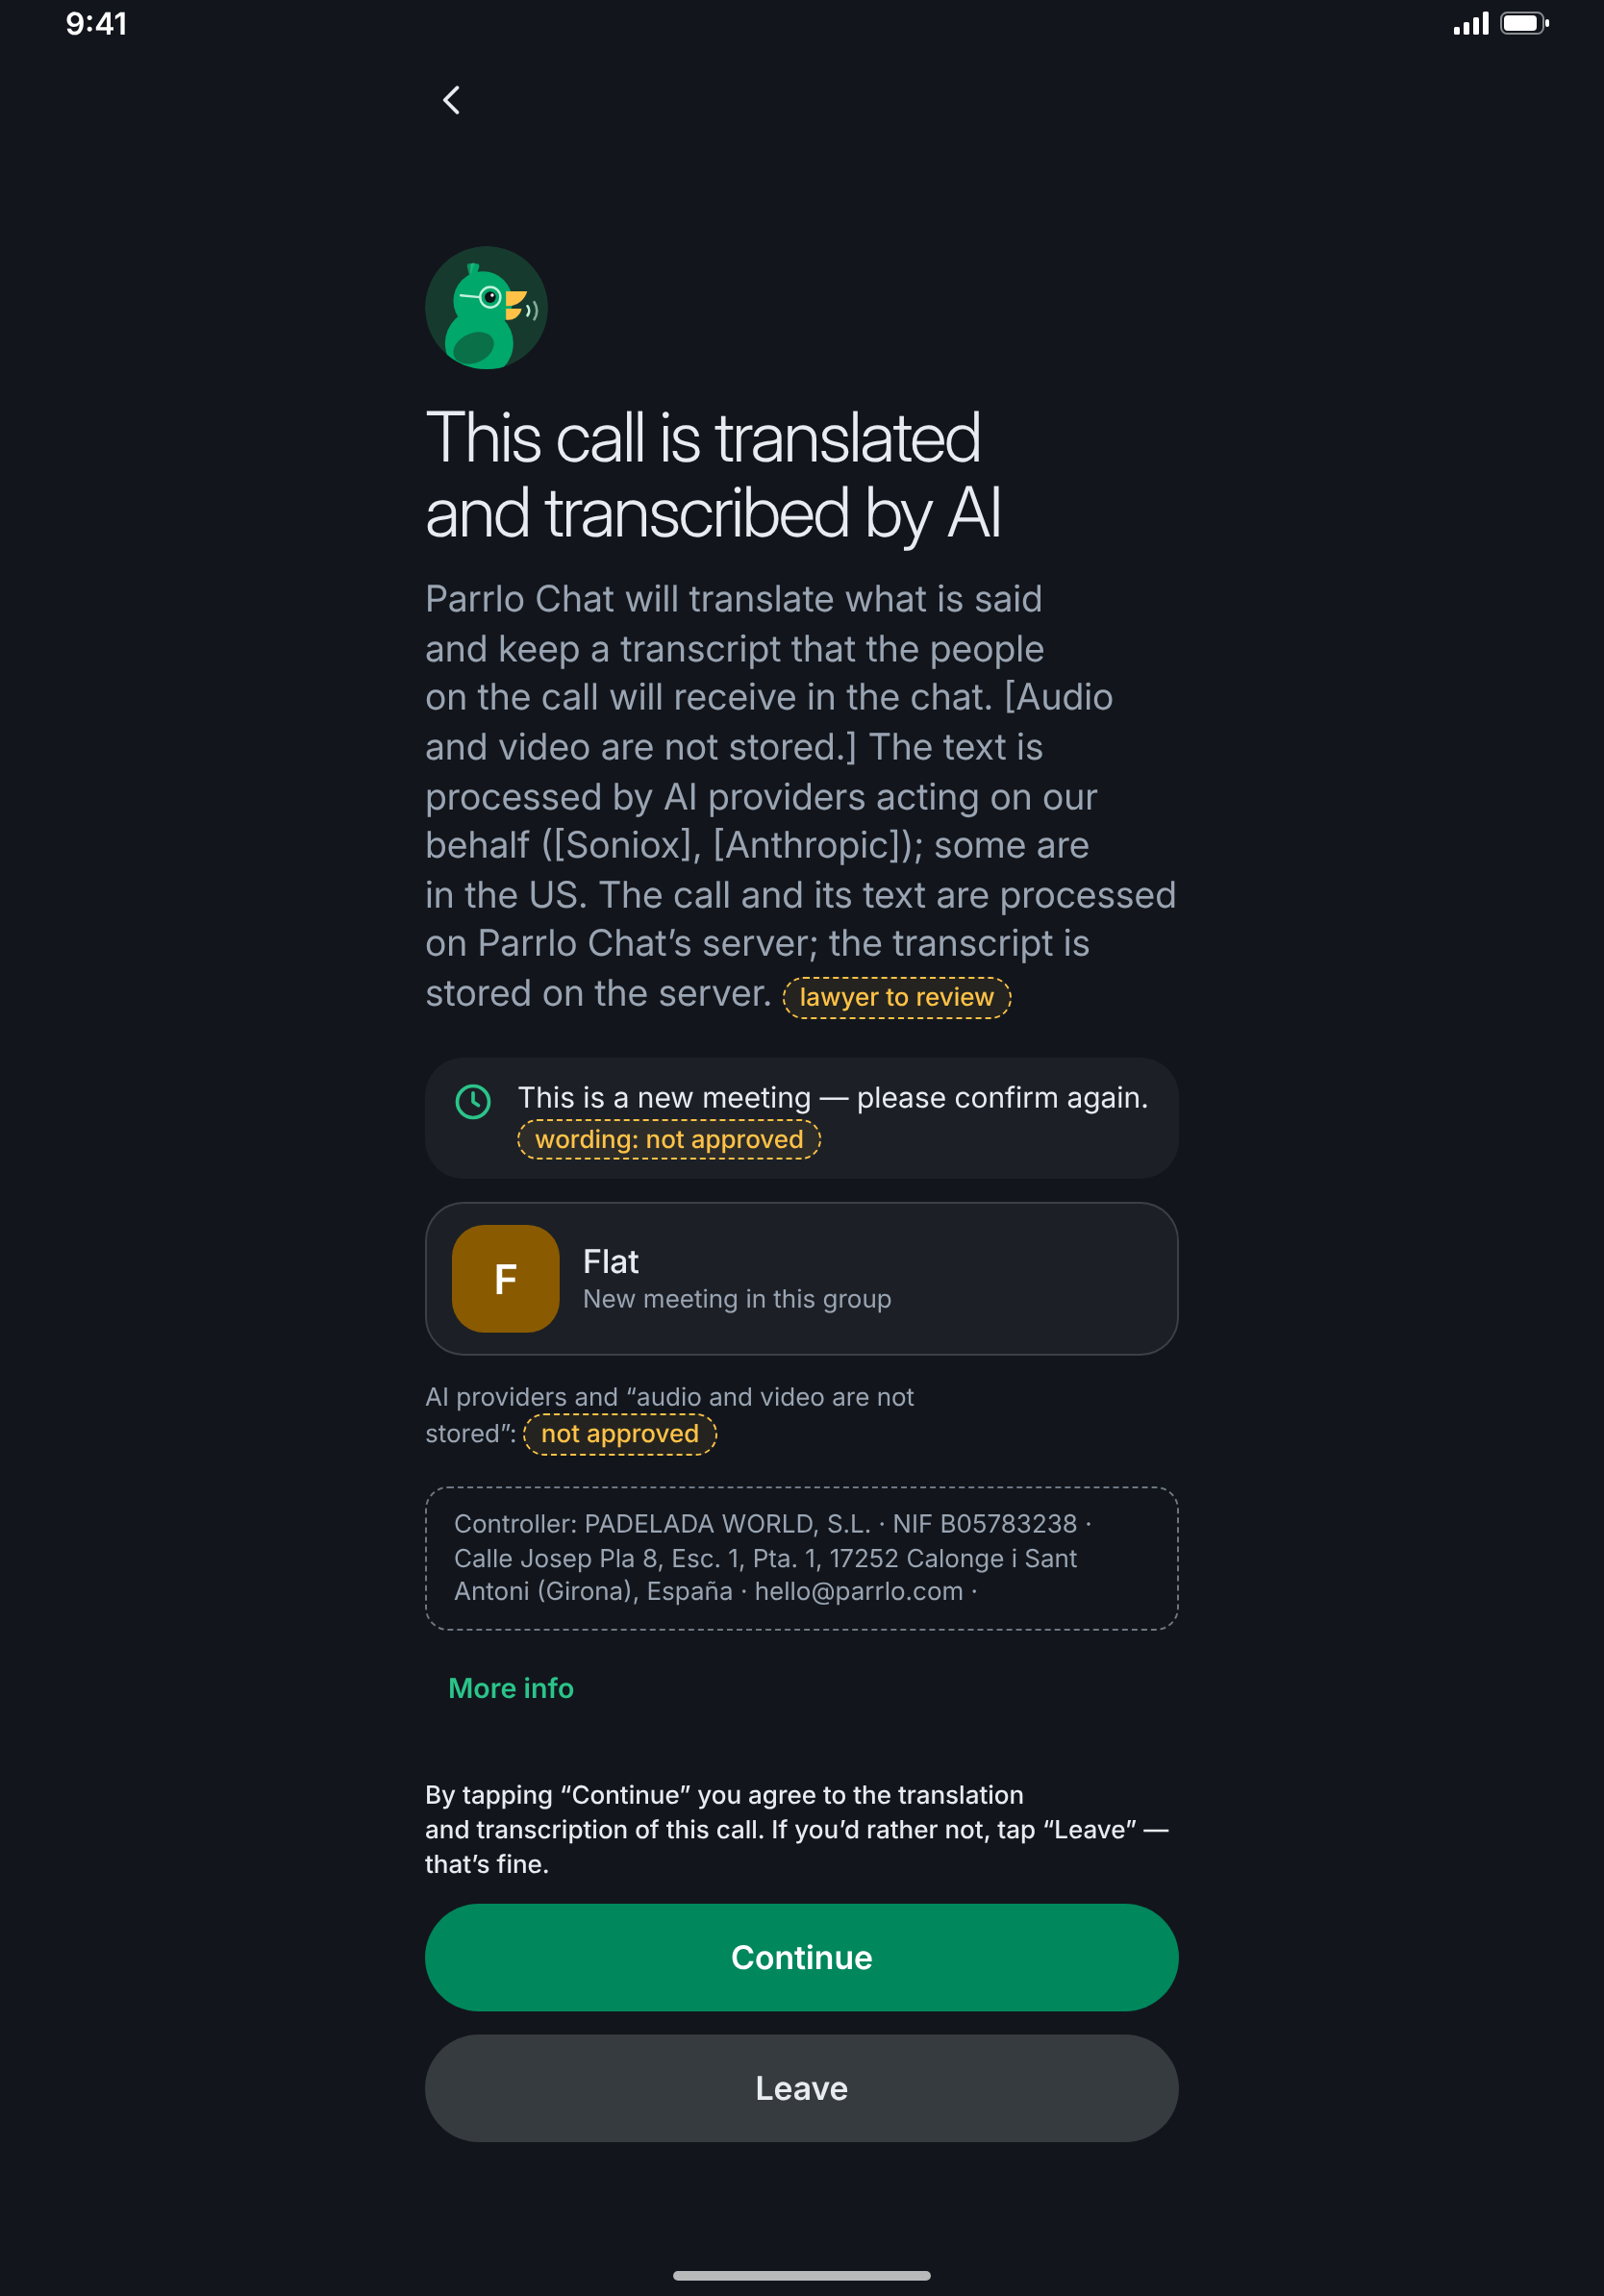 9:41
This call is translated
and transcribed by AI
Parrlo Chat will translate what is said
and keep a transcript that the people
on the call will receive in the chat. [Audio
and video are not stored.] The text is
processed by AI providers acting on our
behalf ([Soniox], [Anthropic]); some are
in the US. The call and its text are processed
on Parrlo Chat’s server; the transcript is
stored on the server. lawyer to review
This is a new meeting — please confirm again.
wording: not approved
F
Flat
New meeting in this group
AI providers and “audio and video are not
stored”: not approved
Controller: PADELADA WORLD, S.L. · NIF B05783238 ·
Calle Josep Pla 8, Esc. 1, Pta. 1, 17252 Calonge i Sant
Antoni (Girona), España · hello@parrlo.com ·
More info
By tapping “Continue” you agree to the translation
and transcription of this call. If you’d rather not, tap “Leave” —
that’s fine.
Continue
Leave